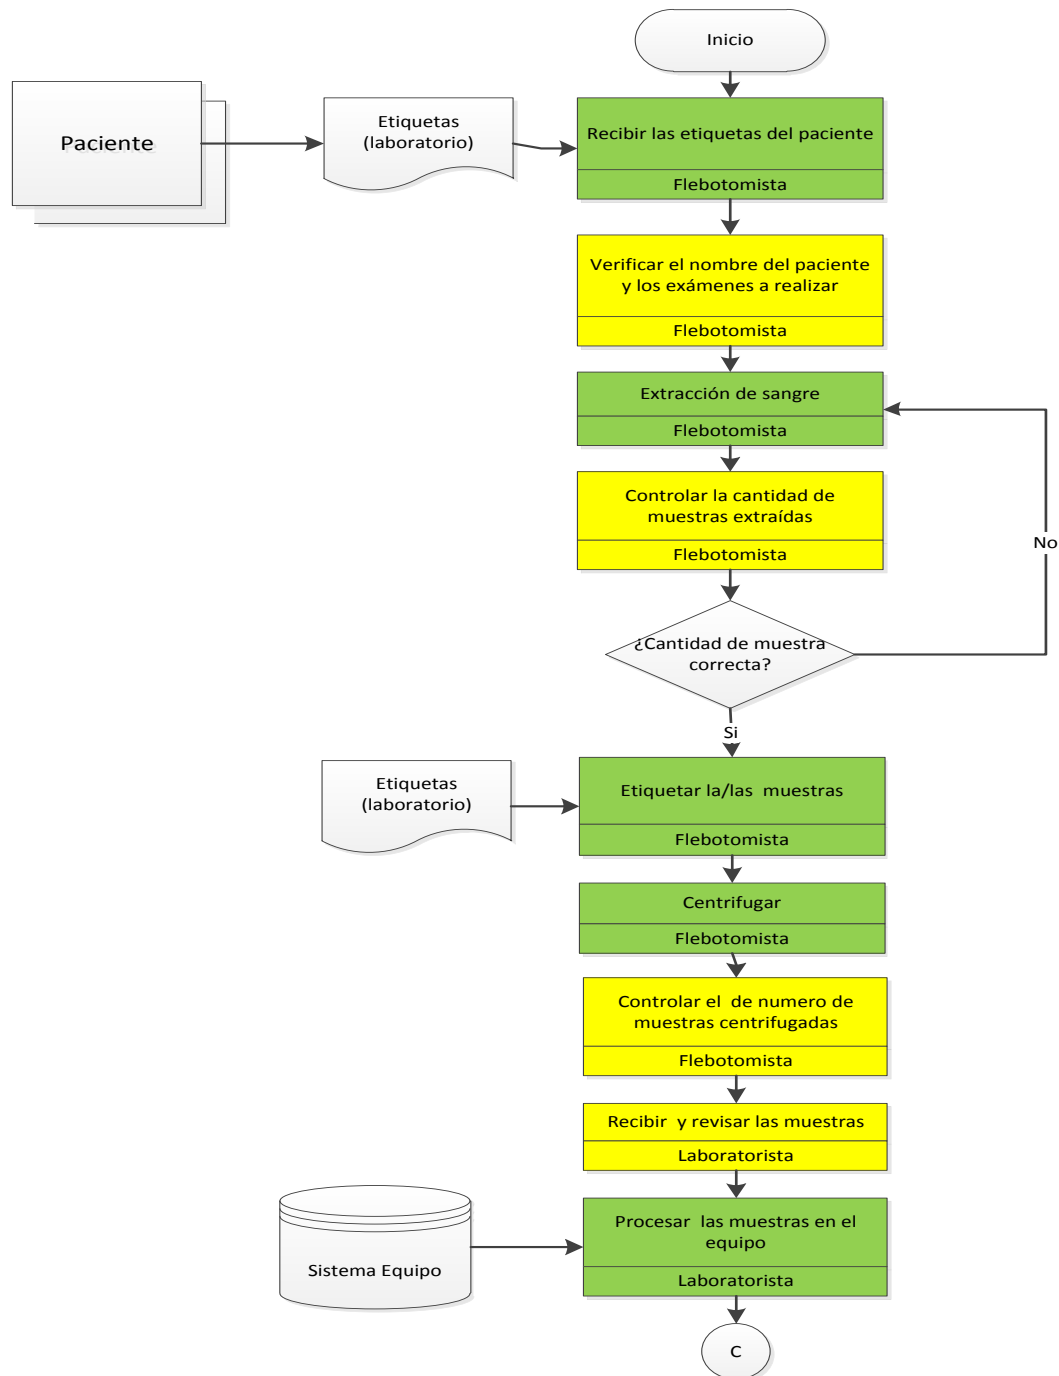 Inicio
Paciente
Etiquetas
(laboratorio)
Recibir las etiquetas del paciente
Flebotomista
Verificar el nombre del paciente
y los exámenes a realizar
Flebotomista
Extracción de sangre
Flebotomista
Controlar la cantidad de
muestras extraídas
Flebotomista
No
¿Cantidad de muestra
correcta?
Si
Etiquetas
(laboratorio)
Etiquetar la/las muestras
Flebotomista
Centrifugar
Flebotomista
Controlar el de numero de
muestras centrifugadas
Flebotomista
Recibir y revisar las muestras
Laboratorista
Sistema Equipo
Procesar las muestras en el
equipo
Laboratorista
C